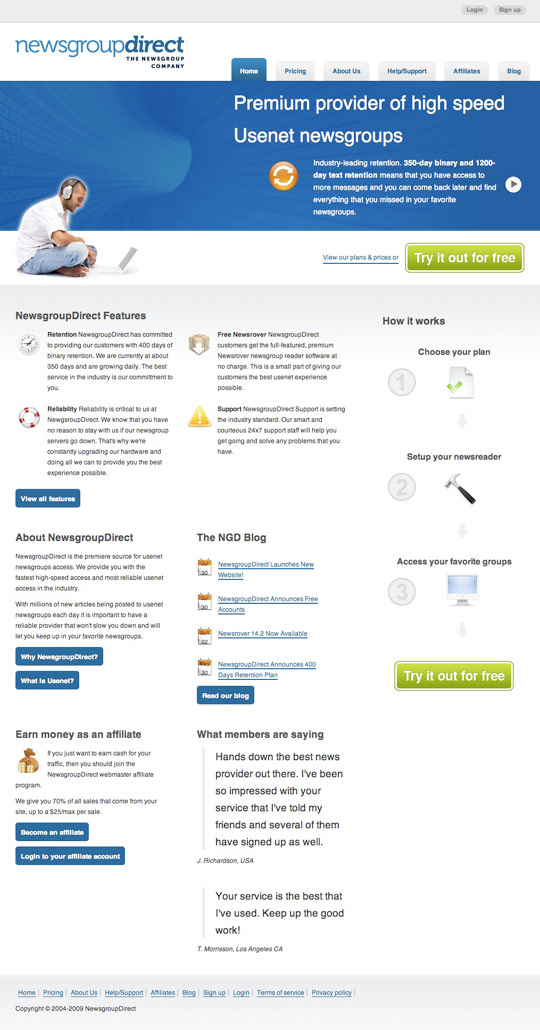 Login
Sign up
newsgroupdirect
THE NEWSGROUP
COMPANY
Home
Pricing
About Us
Help/Support
Affiliates
Blog
Premium provider of high speed
Usenet newsgroups
Industry-leading retention. 350-day binary and 1200-
day text retention means that you have access to
more messages and you can come back later and find
everything that you missed in your favorite
newsgroups.
View our plans & prices or
Try it out for free
NewsgroupDirect Features
Retention NewsgroupDirect has committed
to providing our customers with 400 days of
binary retention. We are currently at about
350 days and are growing daily. The best
service in the industry is our commitment to
you.
Free Newsrover NewsgroupDirect
customers get the full-featured, premium
Newsrover newsgroup reader software at
no charge. This is a small part of giving our
customers the best usenet experience
possible.
Reliability Reliability is critical to us at
NewsgroupDirect. We know that you have
no reason to stay with us if our newsgroup
servers go down. That's why we're
constantly upgrading our hardware and
doing all we can to provide you the best
experience possible.
Support NewsgroupDirect Support is setting
the industry standard. Our smart and
courteous 24x7 support staff will help you
get going and solve any problems that you
have.
View all features
How it works
Choose your plan
1
Setup your newsreader
2
Access your favorite groups
3
Try it out for free
About NewsgroupDirect
NewsgroupDirect is the premiere source for usenet
newsgroups access. We provide you with the
fastest high-speed access and most reliable usenet
access in the industry.
With millions of new articles being posted to usenet
newsgroups each day it is important to have a
reliable provider that won't slow you down and will
let you keep up in your favorite newsgroups.
Why NewsgroupDirect?
What is Usenet?
The NGD Blog
30
NewsgroupDirect Launches New
Website!
30
NewsgroupDirect Announces Free
Accounts
02
Newsrover 14.2 Now Available
30
NewsgroupDirect Announces 400
Days Retention Plan
Read our blog
Earn money as an affiliate
If you just want to earn cash for your
traffic, then you should join the
NewsgroupDirect webmaster affiliate
program.
We give you 70% of all sales that come from your
site, up to a $25/max per sale.
Become an affiliate
Login to your affiliate account
What members are saying
Hands down the best news
provider out there. I've been
so impressed with your
service that I've told my
friends and several of them
have signed up as well.
J. Richardson, USA
Your service is the best that
I've used. Keep up the good
work!
T. Morrisson, Los Angeles CA
Home | Pricing | About Us | Help/Support | Affiliates | Blog | Sign up | Login | Terms of service | Privacy policy |
Copyright © 2004-2009 NewsgroupDirect